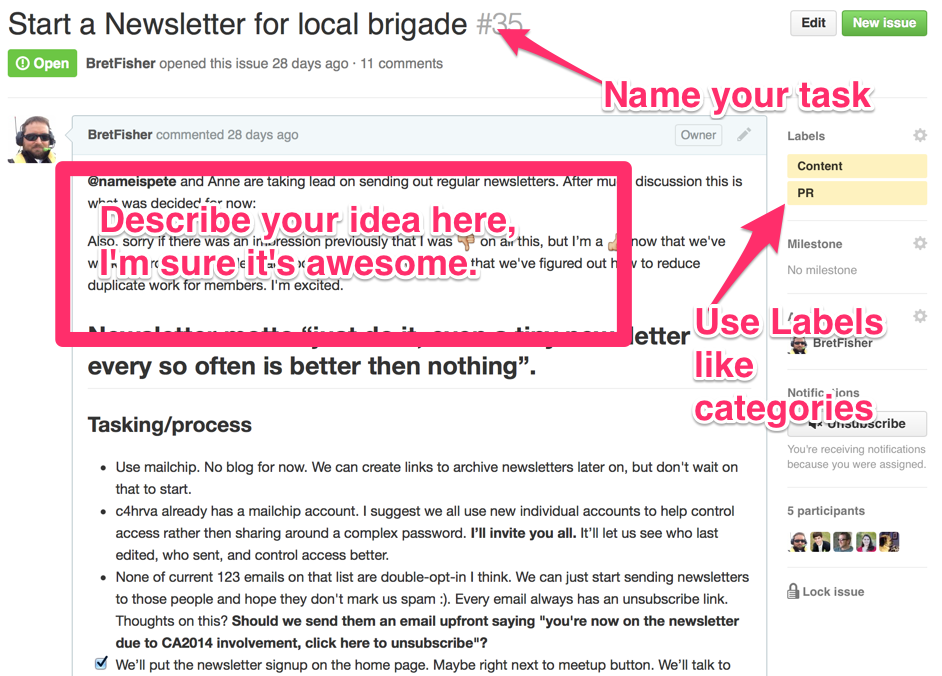 Start a Newsletter for local brigade #35
Edit
New issue
Open
BretFisher opened this issue 28 days ago · 11 comments
Name your task
BretFisher commented 28 days ago
Owner
Labels
Content
PR
@nameispete and Anne are taking lead on sending out regular newsletters. After discussion this is
what was decided for now:
Describe your idea here,
I'm sure it's awesome.
Also, sorry if there was an impression previously that I was 👎 on all this, but I'm a 👍 now that we've
that we've figured out how to reduce
duplicate work for members. I'm excited.
Milestone
No milestone
Use Labels
like
categories
BretFisher
Newsletter motto “just do it, even a tiny newsletter
every so often is better then nothing”.
Notifications
Unsubscribe
You're receiving notifications
because you were assigned.
Tasking/process
Use mailchip. No blog for now. We can create links to archive newsletters later on, but don't wait on
that to start.
c4hrva already has a mailchip account. I suggest we all use new individual accounts to help control
access rather then sharing around a complex password. I'll invite you all. It'll let us see who last
edited, who sent, and control access better.
None of current 123 emails on that list are double-opt-in I think. We can just start sending newsletters
to those people and hope they don't mark us spam :). Every email always has an unsubscribe link.
Thoughts on this? Should we send them an email upfront saying "you're now on the newsletter
due to CA2014 involvement, click here to unsubscribe"?
We'll put the newsletter signup on the home page. Maybe right next to meetup button. We'll talk to
5 participants
Lock issue